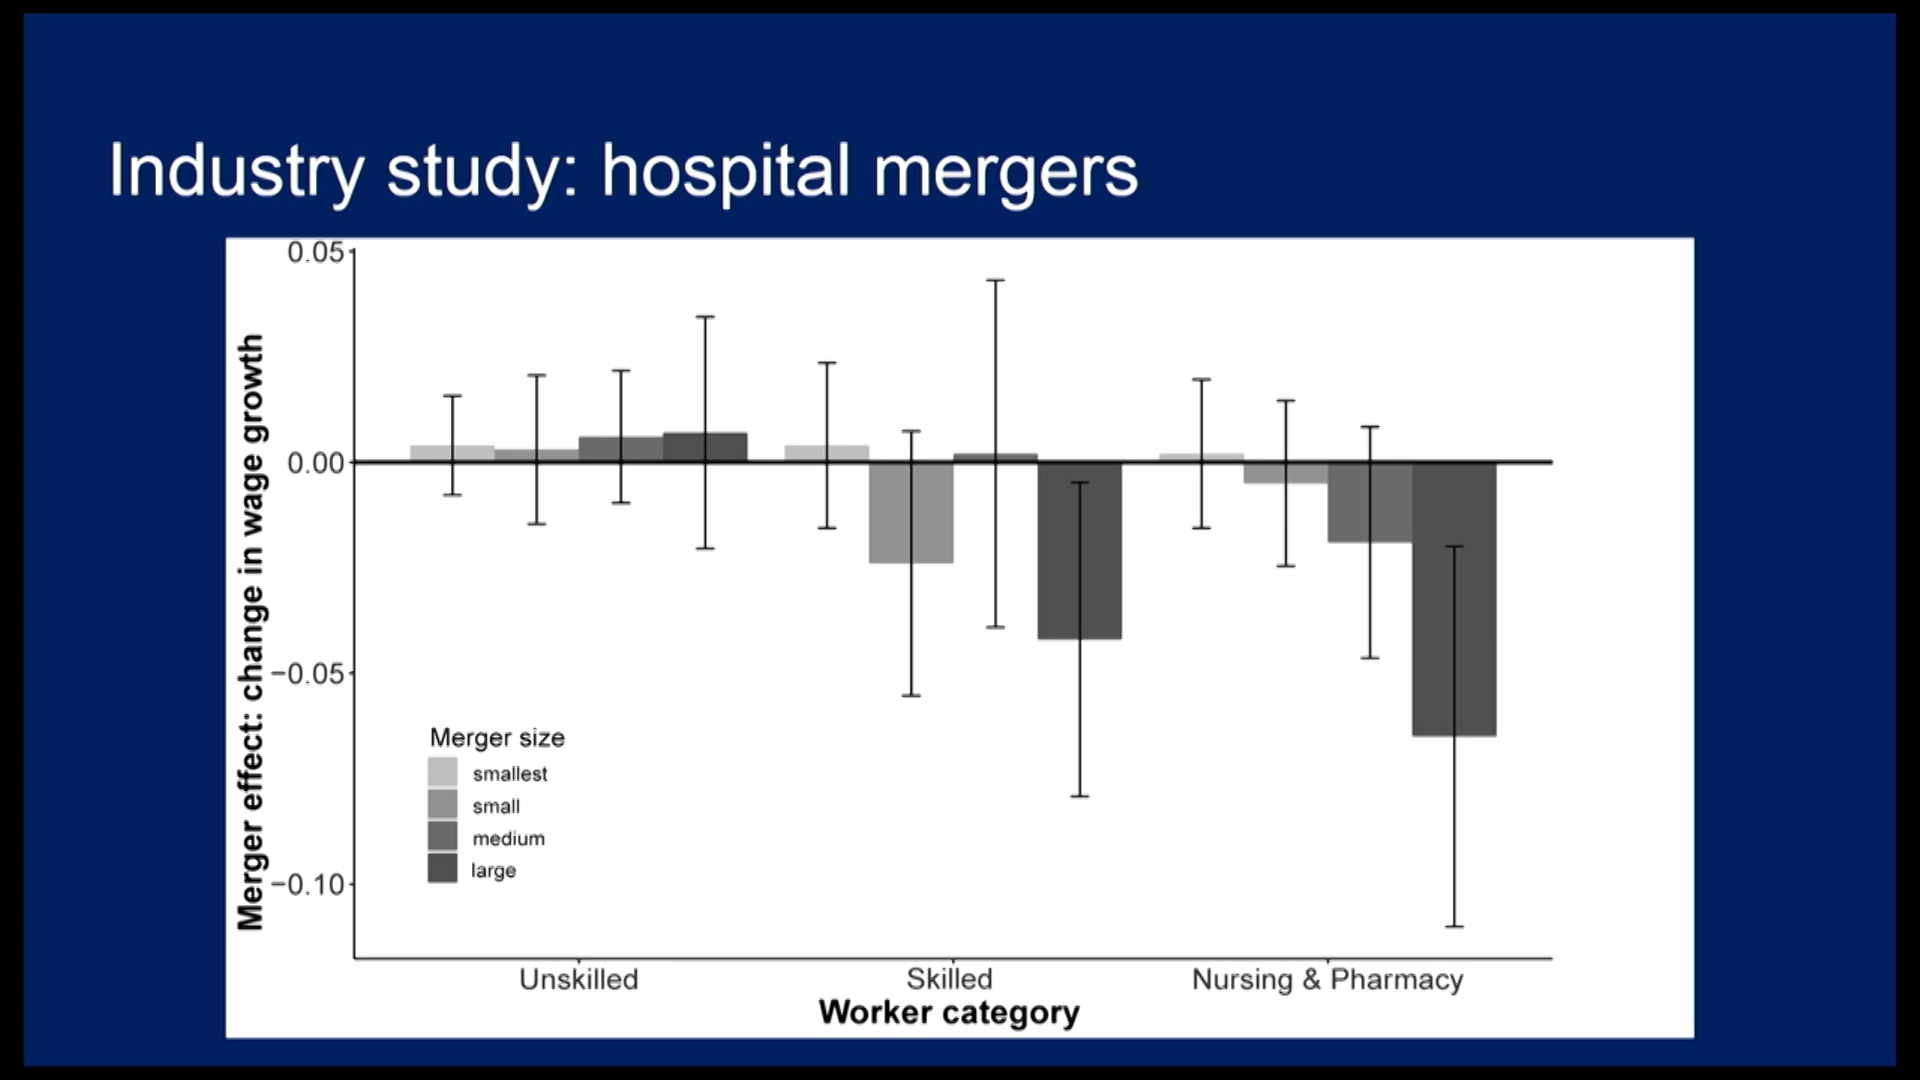 Industry study: hospital mergers
Merger effect: change in wage growth
0.05
0.00
−0.05
−0.10
Merger size
smallest
small
medium
large
Unskilled
Skilled
Nursing & Pharmacy
Worker category